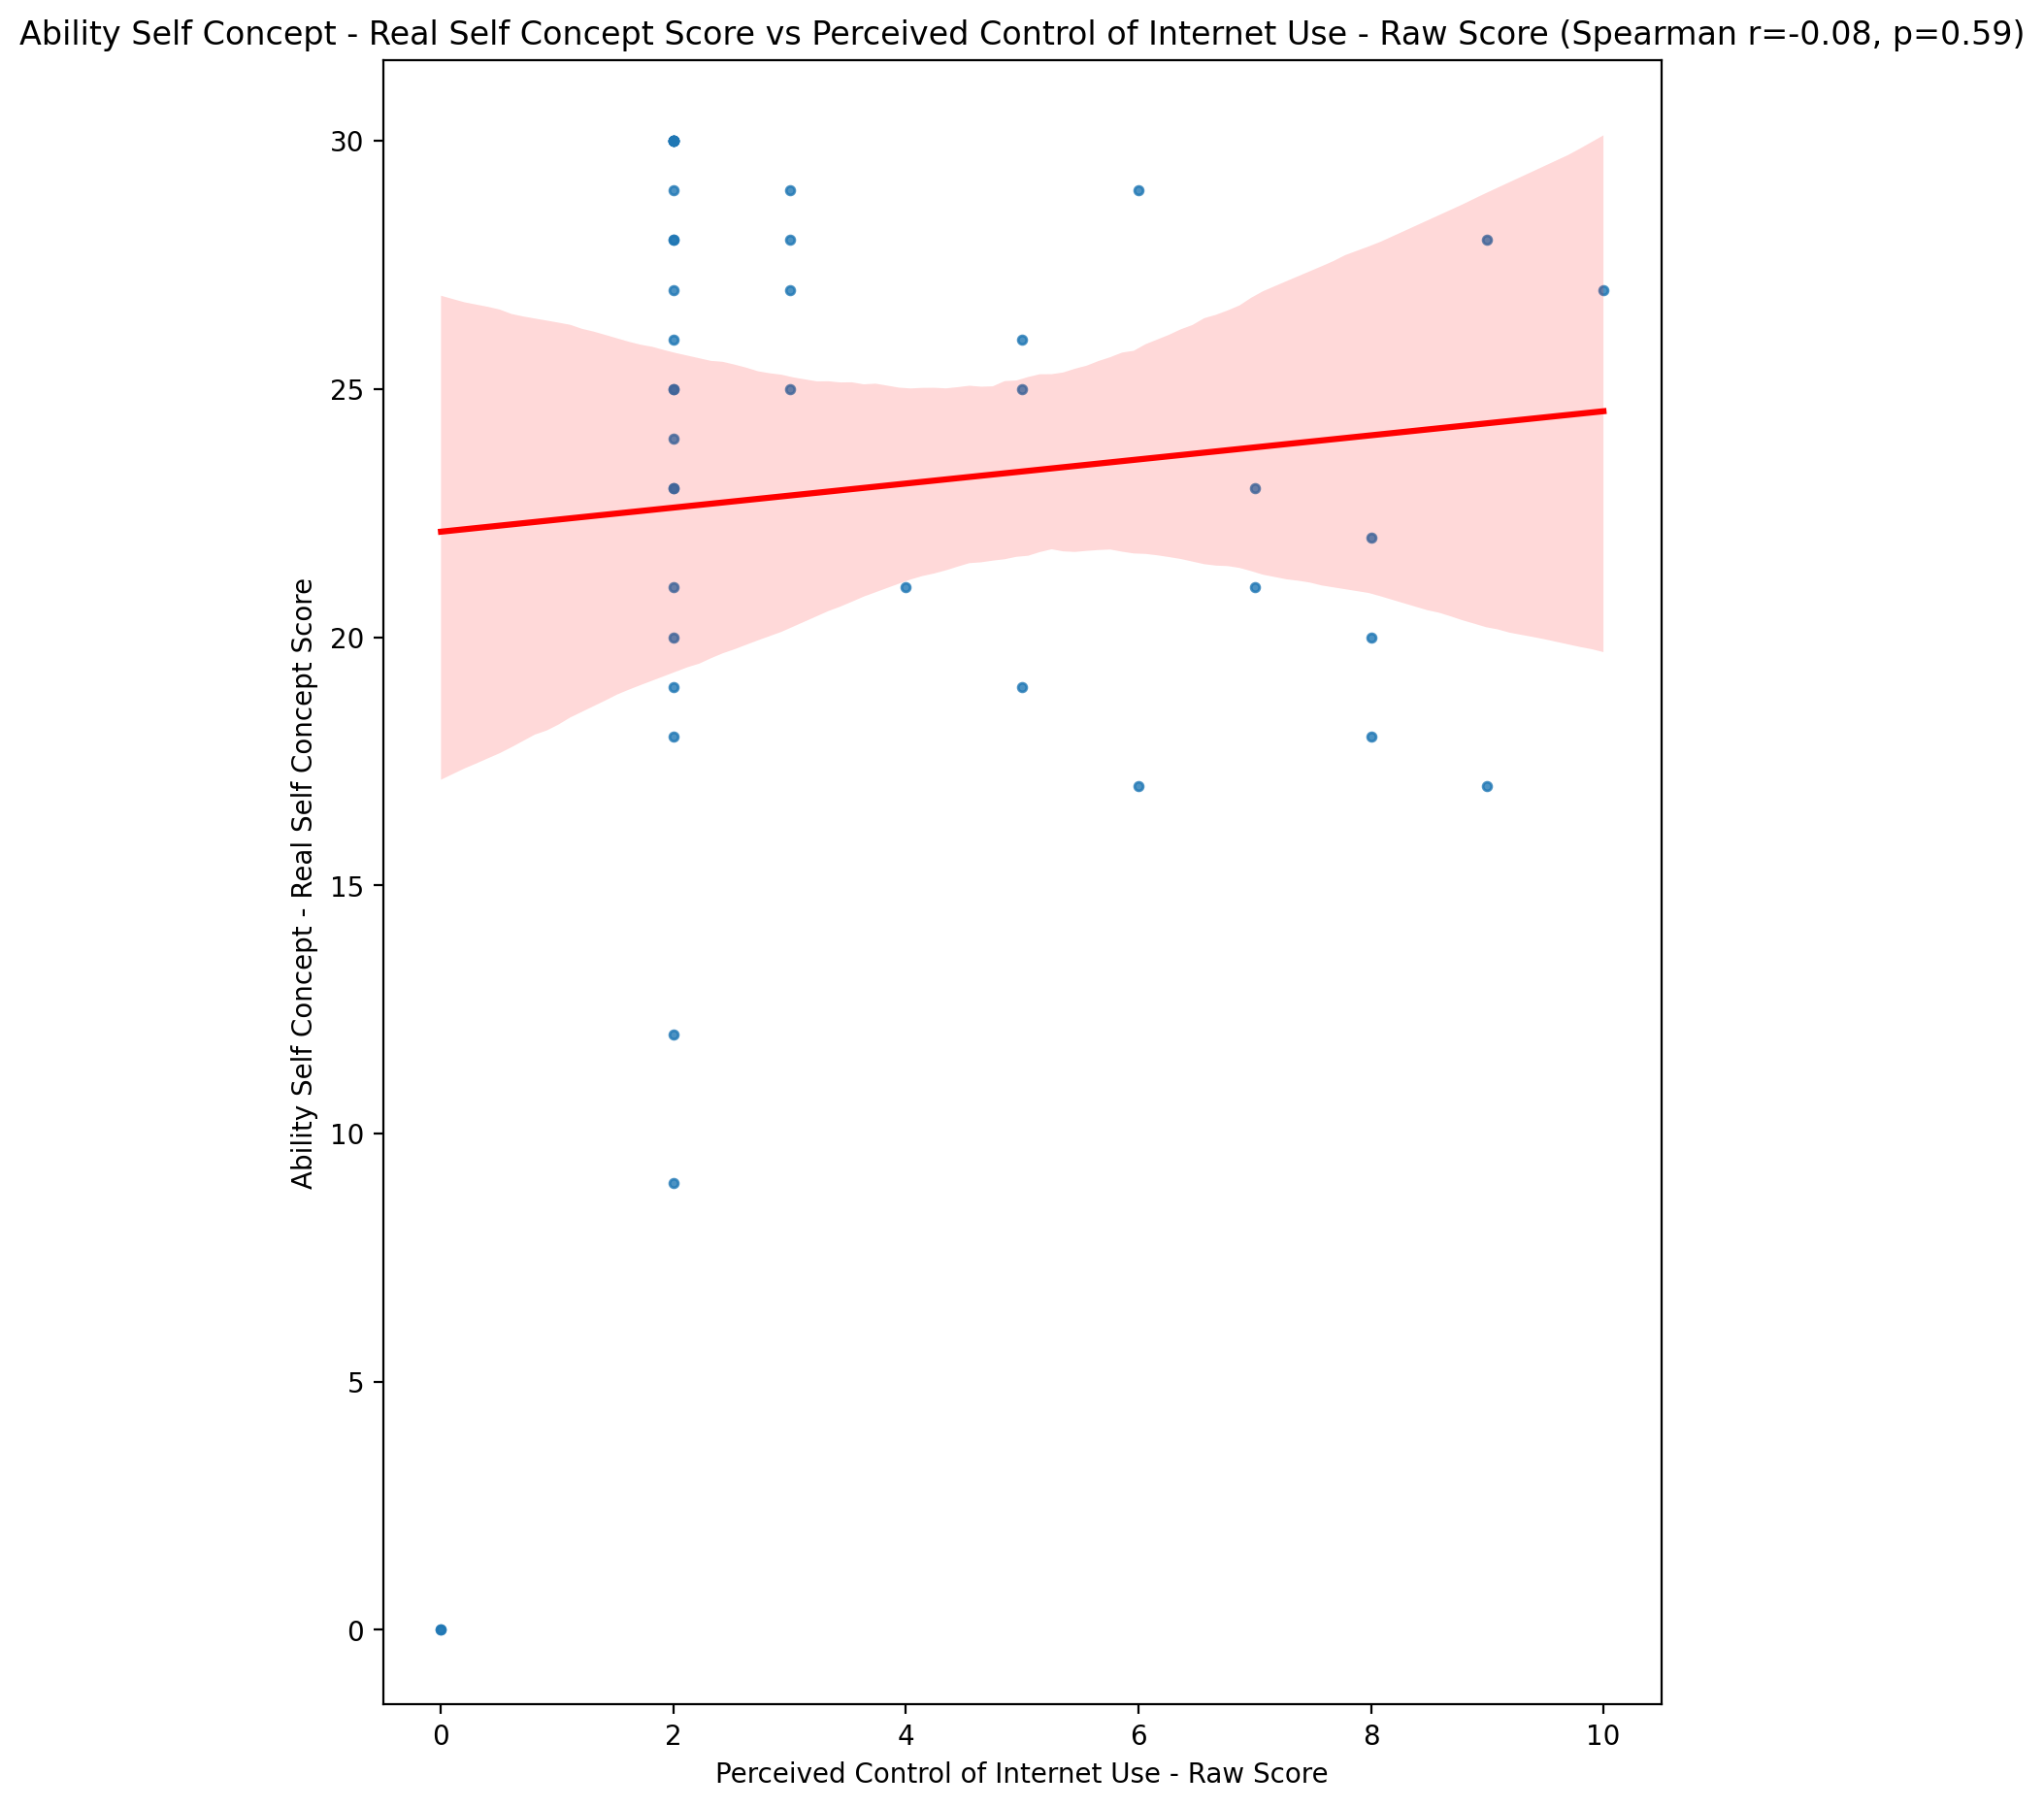 Ability Self Concept - Real Self Concept Score vs Perceived Control of Internet Use - Raw Score (Spearman r=-0.08, p=0.59)
Ability Self Concept - Real Self Concept Score
30
25
20
15
10
5
0
0 2 4 6 8 10
Perceived Control of Internet Use - Raw Score